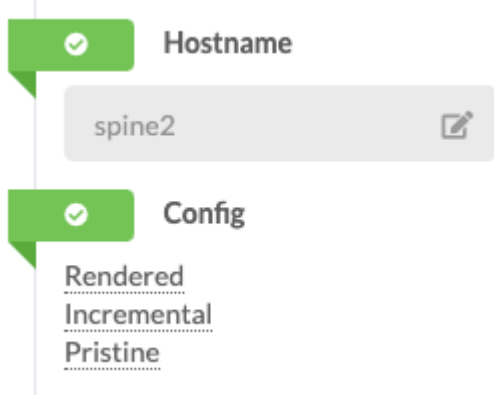 Hostname
spine2
Config
Rendered
Incremental
Pristine